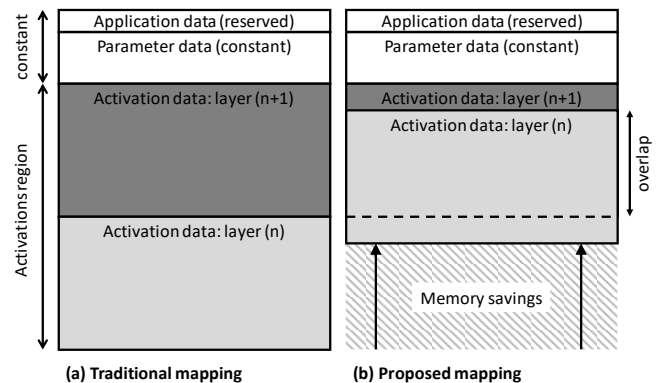 constant
Application data (reserved)
Parameter data (constant)
Activations region
Activation data: layer (n+1)
Activation data: layer (n)
(a) Traditional mapping
Application data (reserved)
Parameter data (constant)
Activation data: layer (n+1)
Activation data: layer (n)
overlap
Memory savings
(b) Proposed mapping